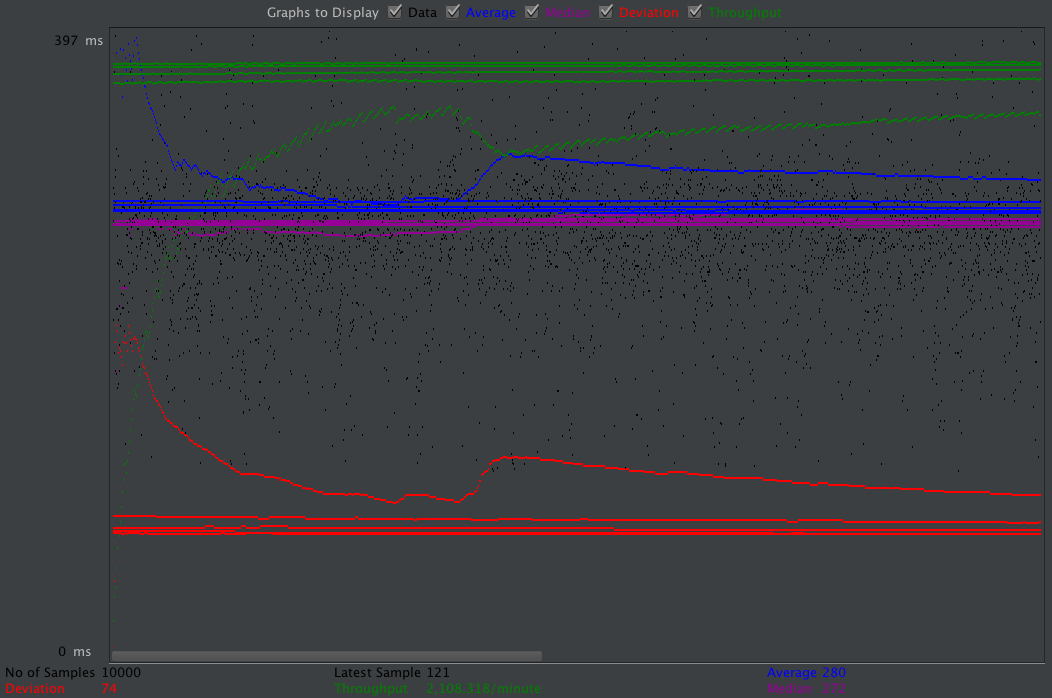 Graphs to Display Data Average Median Deviation Throughput
397 ms
0 ms
No of Samples 10000 Latest Sample 121 Average 280
Deviation 74 Throughput 2,108.318/minute Median 272